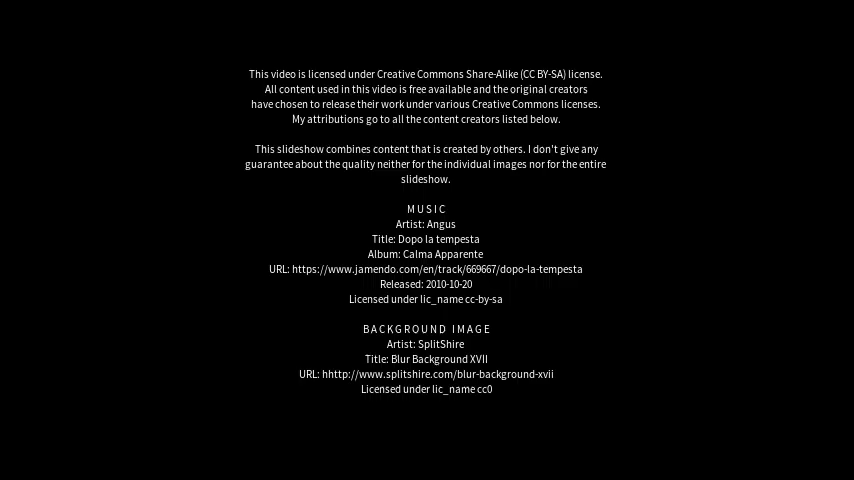 This video is licensed under Creative Commons Share-Alike (CC BY-SA) license.
All content used in this video is free available and the original creators
have chosen to release their work under various Creative Commons licenses.
My attributions go to all the content creators listed below.
This slideshow combines content that is created by others. I don't give any
guarantee about the quality neither for the individual images nor for the entire
slideshow.
MUSIC
Artist: Angus
Title: Dopo la tempesta
Album: Calma Apparente
URL: https://www.jamendo.com/en/track/669667/dopo-la-tempesta
Released: 2010-10-20
Licensed under lic_name cc-by-sa
BACKGROUND IMAGE
Artist: SplitShire
Title: Blur Background XVII
URL: hhttp://www.splitshire.com/blur-background-xvii
Licensed under lic_name cc0